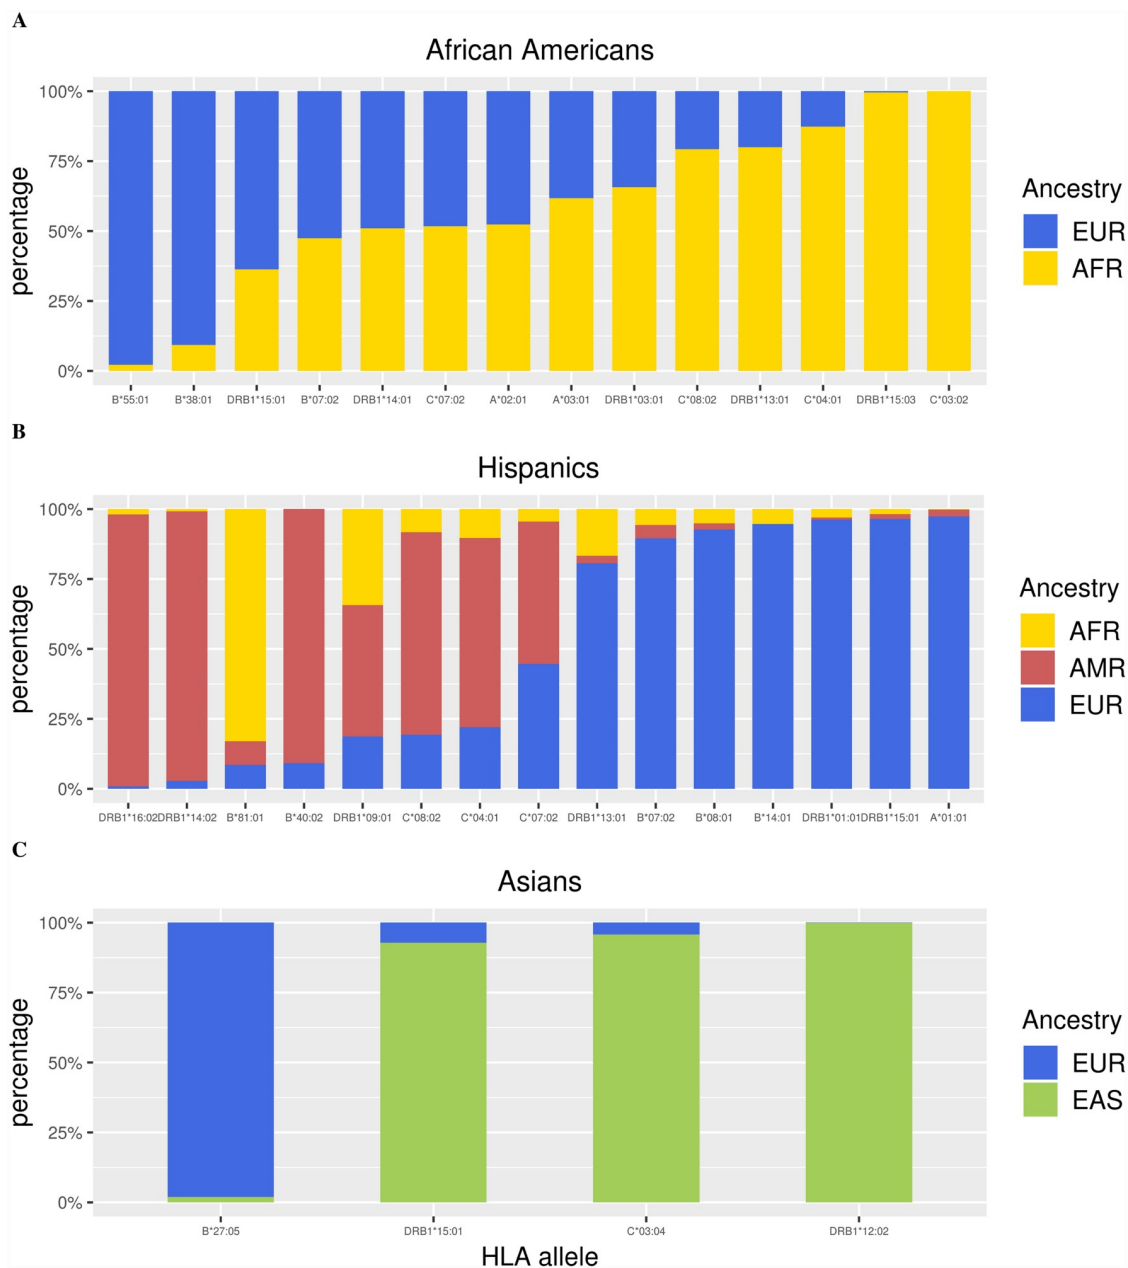 A
African Americans
percentage
100%
75%
50%
25%
0%
B*55:01 B*38:01 DRB1*15:01 B*07:02 DRB1*14:01 C*07:02 A*02:01 A*03:01 DRB1*03:01 C*08:02 DRB1*13:01 C*04:01 DRB1*15:03 C*03:02
Ancestry
EUR
AFR
B
Hispanics
percentage
100%
75%
50%
25%
0%
DRB1*16:02 DRB1*14:02 B*81:01 B*40:02 DRB1*09:01 C*08:02 C*04:01 C*07:02 DRB1*13:01 B*07:02 B*08:01 B*14:01 DRB1*01:01 DRB1*15:01 A*01:01
Ancestry
AFR
AMR
EUR
C
Asians
percentage
100%
75%
50%
25%
0%
B*27:05 DRB1*15:01 C*03:04 DRB1*12:02
HLA allele
Ancestry
EUR
EAS